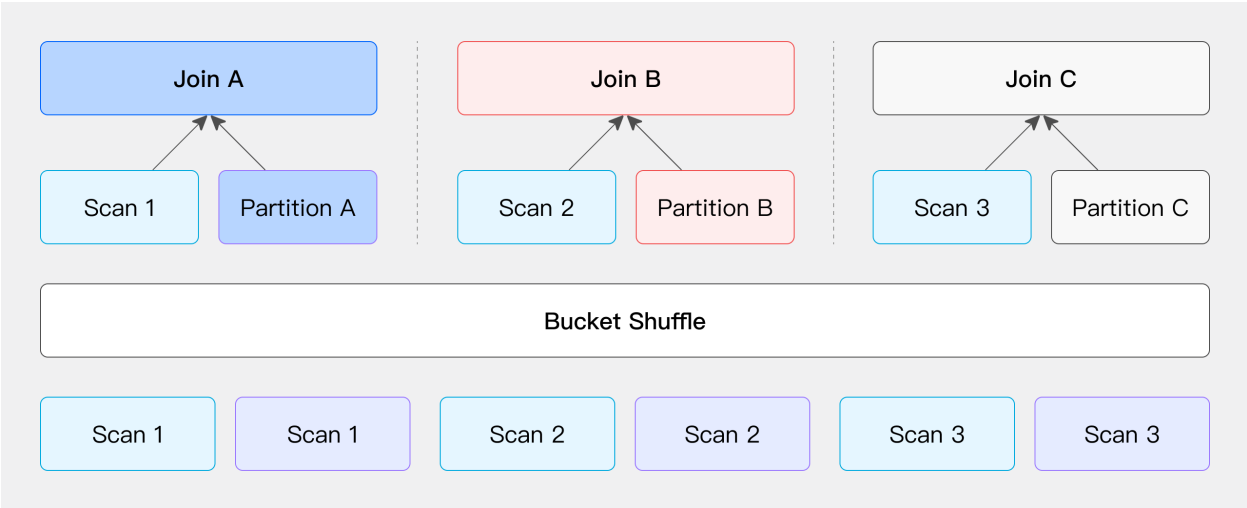 Join A
Join B
Join C
Scan 1
Partition A
Scan 2
Partition B
Scan 3
Partition C
Bucket Shuffle
Scan 1
Scan 1
Scan 2
Scan 2
Scan 3
Scan 3